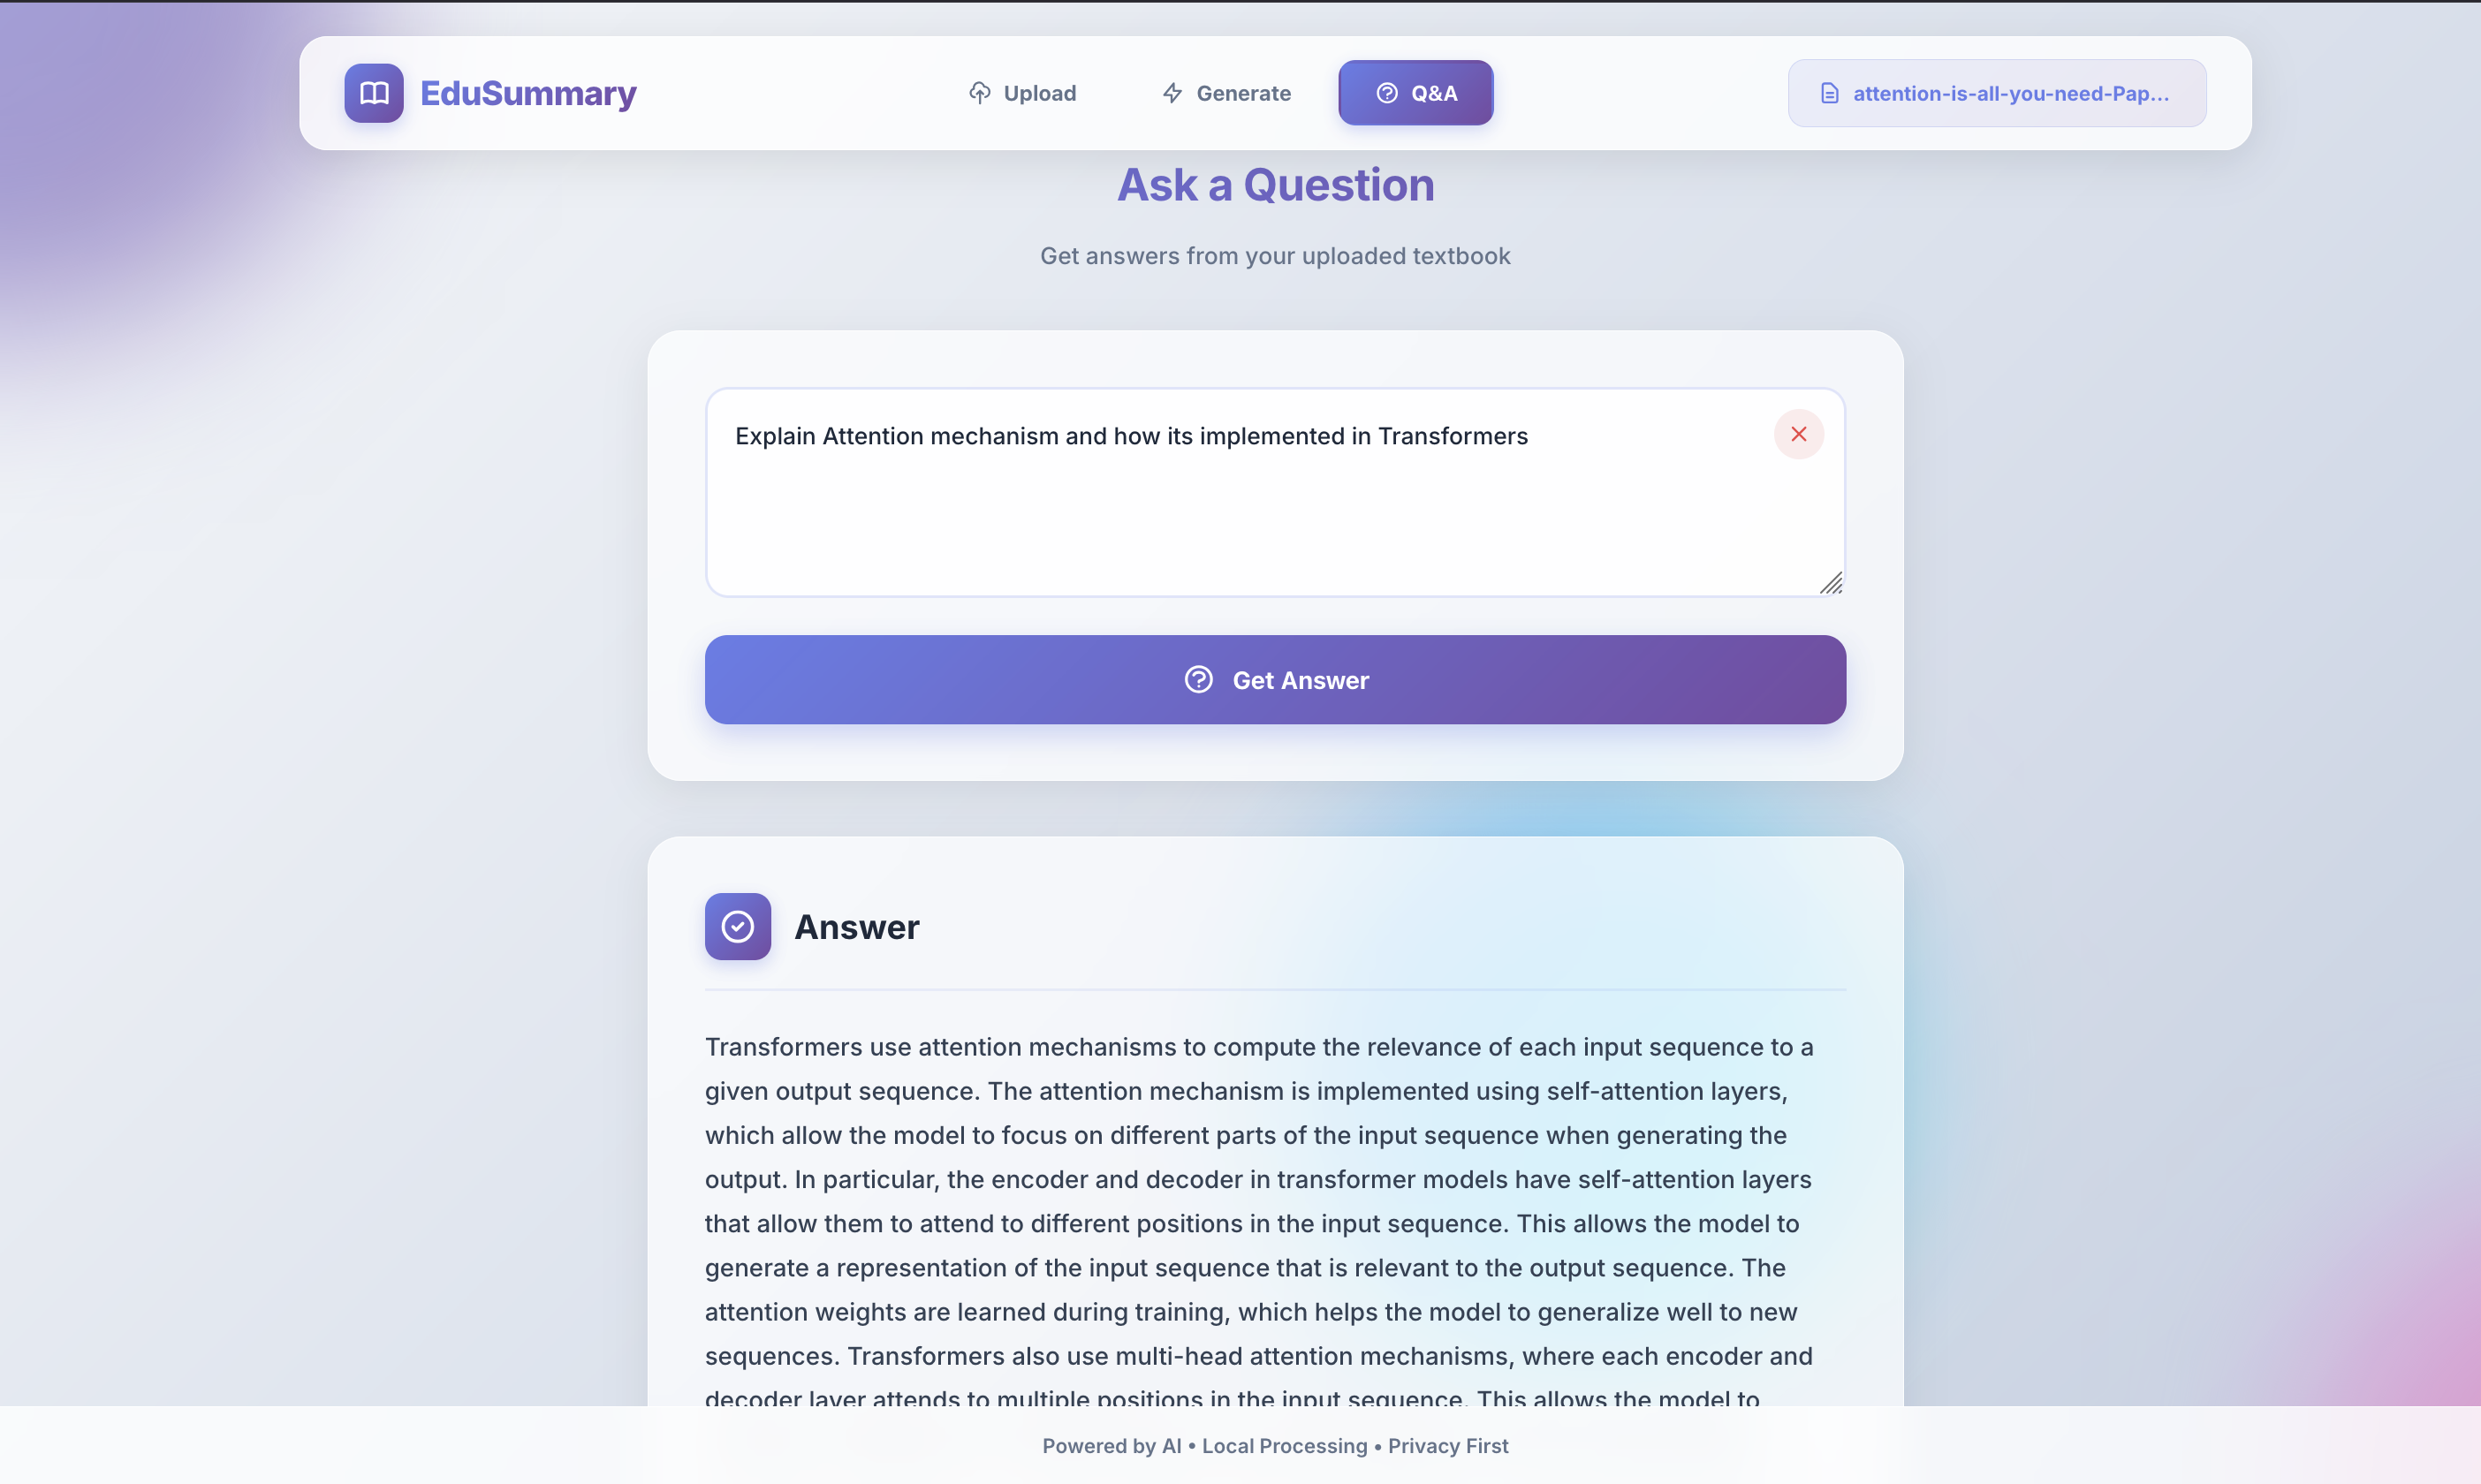 EduSummary
Upload
Generate
Q&A
attention-is-all-you-need-Pap...
Ask a Question
Get answers from your uploaded textbook
Explain Attention mechanism and how its implemented in Transformers
Get Answer
Answer
Transformers use attention mechanisms to compute the relevance of each input sequence to a
given output sequence. The attention mechanism is implemented using self-attention layers,
which allow the model to focus on different parts of the input sequence when generating the
output. In particular, the encoder and decoder in transformer models have self-attention layers
that allow them to attend to different positions in the input sequence. This allows the model to
generate a representation of the input sequence that is relevant to the output sequence. The
attention weights are learned during training, which helps the model to generalize well to new
sequences. Transformers also use multi-head attention mechanisms, where each encoder and
decoder layer attends to multiple positions in the input sequence. This allows the model to
Powered by AI • Local Processing • Privacy First